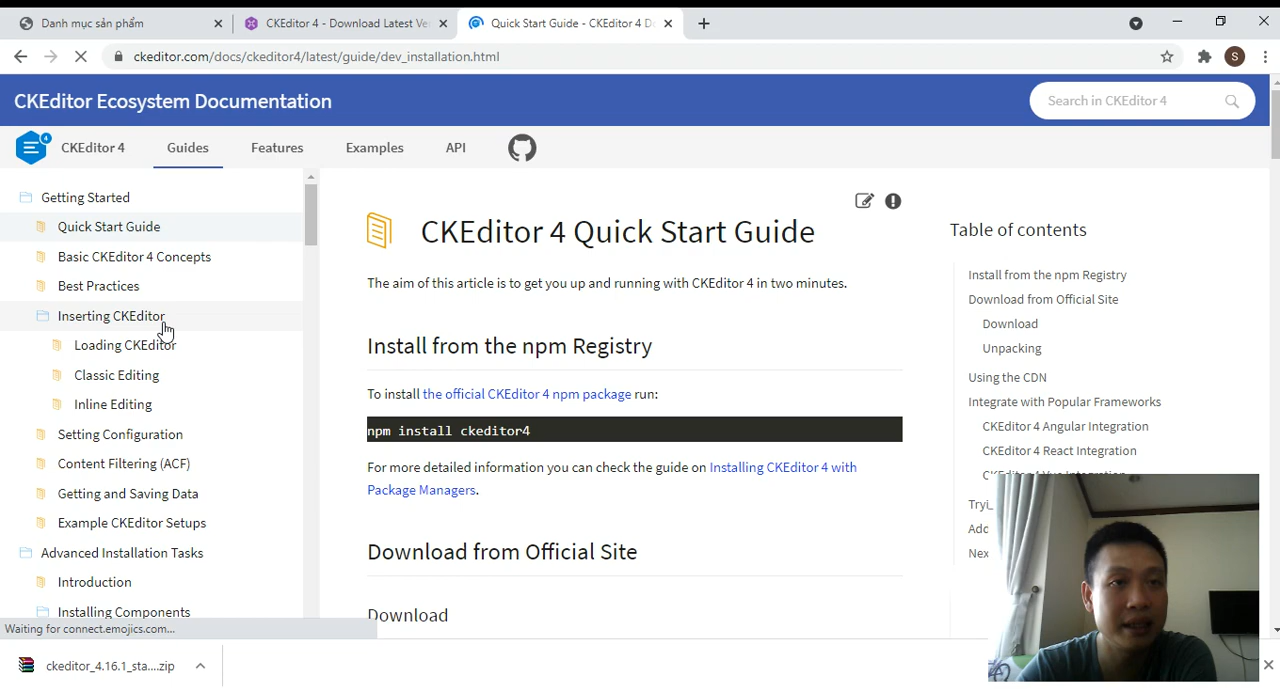 Danh mục sản phẩm
CKEditor 4 - Download Latest Ve
Quick Start Guide - CKEditor 4 D
ckeditor.com/docs/ckeditor4/latest/guide/dev_installation.html
S
CKEditor Ecosystem Documentation
Search in CKEditor 4
4
CKEditor 4
Guides
Features
Examples
API
Getting Started
Quick Start Guide
Basic CKEditor 4 Concepts
Best Practices
Inserting CKEditor
Loading CKEditor
Classic Editing
Inline Editing
Setting Configuration
Content Filtering (ACF)
Getting and Saving Data
Example CKEditor Setups
Advanced Installation Tasks
Introduction
Installing Components
Waiting for connect.emojics.com...
CKEditor 4 Quick Start Guide
The aim of this article is to get you up and running with CKEditor 4 in two minutes.
Install from the npm Registry
To install the official CKEditor 4 npm package run:
npm install ckeditor4
For more detailed information you can check the guide on Installing CKEditor 4 with
Package Managers.
Download from Official Site
Download
Table of contents
Install from the npm Registry
Download from Official Site
Download
Unpacking
Using the CDN
Integrate with Popular Frameworks
CKEditor 4 Angular Integration
CKEditor 4 React Integration
CKEditor 4 Vue Integration
Tryi
Adc
Nex
ckeditor_4.16.1_sta....zip